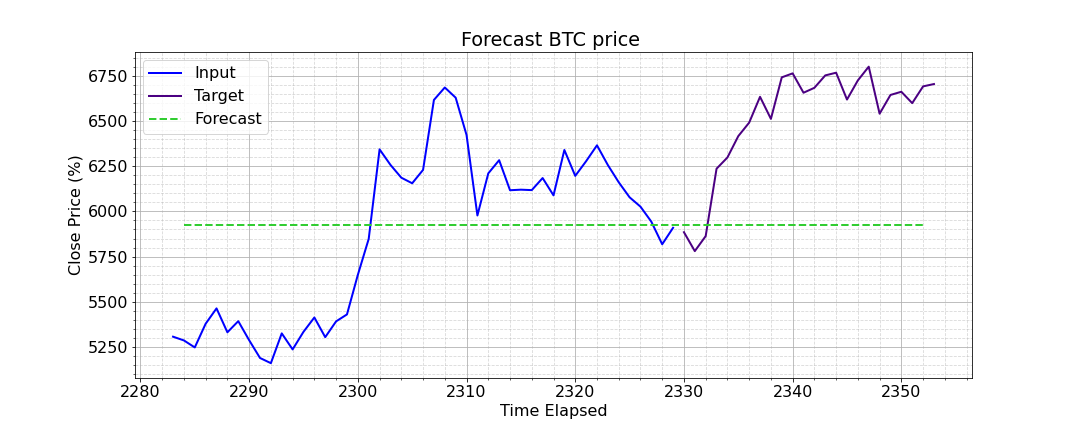 Forecast BTC price
Input
Target
Forecast
Close Price (%)
6750
6500
6250
6000
5750
5500
5250
2280 2290 2300 2310 2320 2330 2340 2350
Time Elapsed